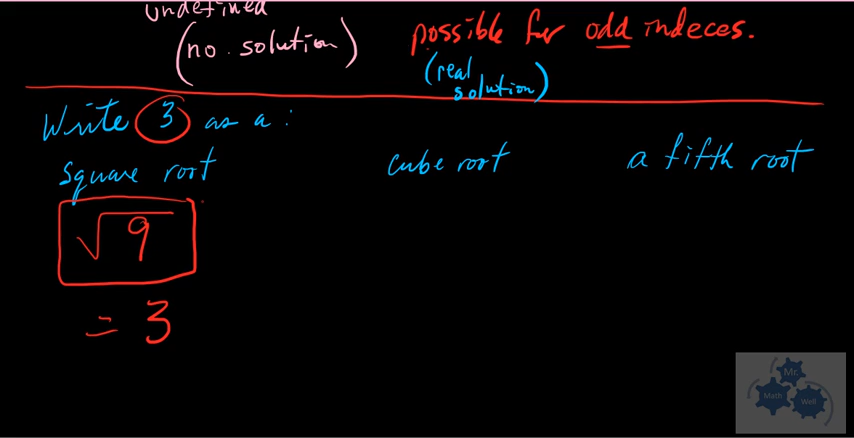 undefined
(no. solution)
possible for odd indeces.
(real
solution)
Write 3 as a :
square root
cube root
a fifth root
√9
= 3
Mr.
Math
Well